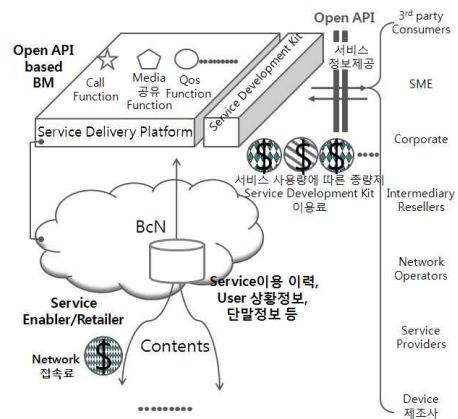 Open API
3rd party
Consumers
Open API
based
BM
Call
Function
Media
공유
Function
Qos
Function
Service Development Kit
서비스
정보제공
SME
Service Delivery Platform
Corporate
$ $ $
서비스 사용량에 따른 종량제
Service Development Kit
이용료
Intermediary
Resellers
BcN
Network
Operators
Service이용 이력,
User 상황정보,
단말정보 등
Service
Enabler/Retailer
Contents
Service
Providers
$
Network
접속료
Device
제조사